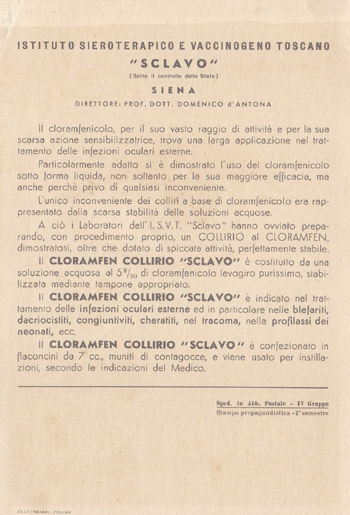 ISTITUTO SIEROTERAPICO E VACCINOGENO TOSCANO
"SCLAVO"
(Sotto il controllo dello Stato)
SIENA
DIRETTORE: PROF. DOTT. DOMENICO d'ANTONA
Il cloramfenicolo, per il suo vasto raggio di attività e per la sua
scarsa azione sensibilizzatrice, trova una larga applicazione nel trat-
tamento delle infezioni oculari esterne.
Particolarmente adatto si è dimostrato l'uso del cloramfenicolo
sotto forma liquida, non soltanto per la sua maggiore efficacia, ma
anche perchè privo di qualsiasi inconveniente.
L'unico inconveniente dei colliri a base di cloramfenicolo era rap-
presentato dalla scarsa stabilità delle soluzioni acquose.
A ciò i Laboratori dell'I.S.V.T. "Sclavo" hanno ovviato prepa-
rando, con procedimento proprio, un COLLIRIO al CLORAMFEN,
dimostratosi, oltre che dotato di spiccata attività, perfettamente stabile.
Il CLORAMFEN COLLIRIO "SCLAVO" è costituito da una
soluzione acquosa al 5‰ di cloramfenicolo levogiro purissimo, stabi-
lizzata mediante tampone appropriato.
Il CLORAMFEN COLLIRIO "SCLAVO" è indicato nel trat-
tamento delle infezioni oculari esterne ed in particolare nelle blefariti,
dacriocistiti, congiuntiviti, cheratiti, nel tracoma, nella profilassi dei
neonati, ecc.
Il CLORAMFEN COLLIRIO "SCLAVO" è confezionato in
flaconcini da 7 cc., muniti di contagocce, e viene usato per instilla-
zioni, secondo le indicazioni del Medico.
Sped. in Abb. Postale - IV Gruppo
Stampa propagandistica - 2° semestre